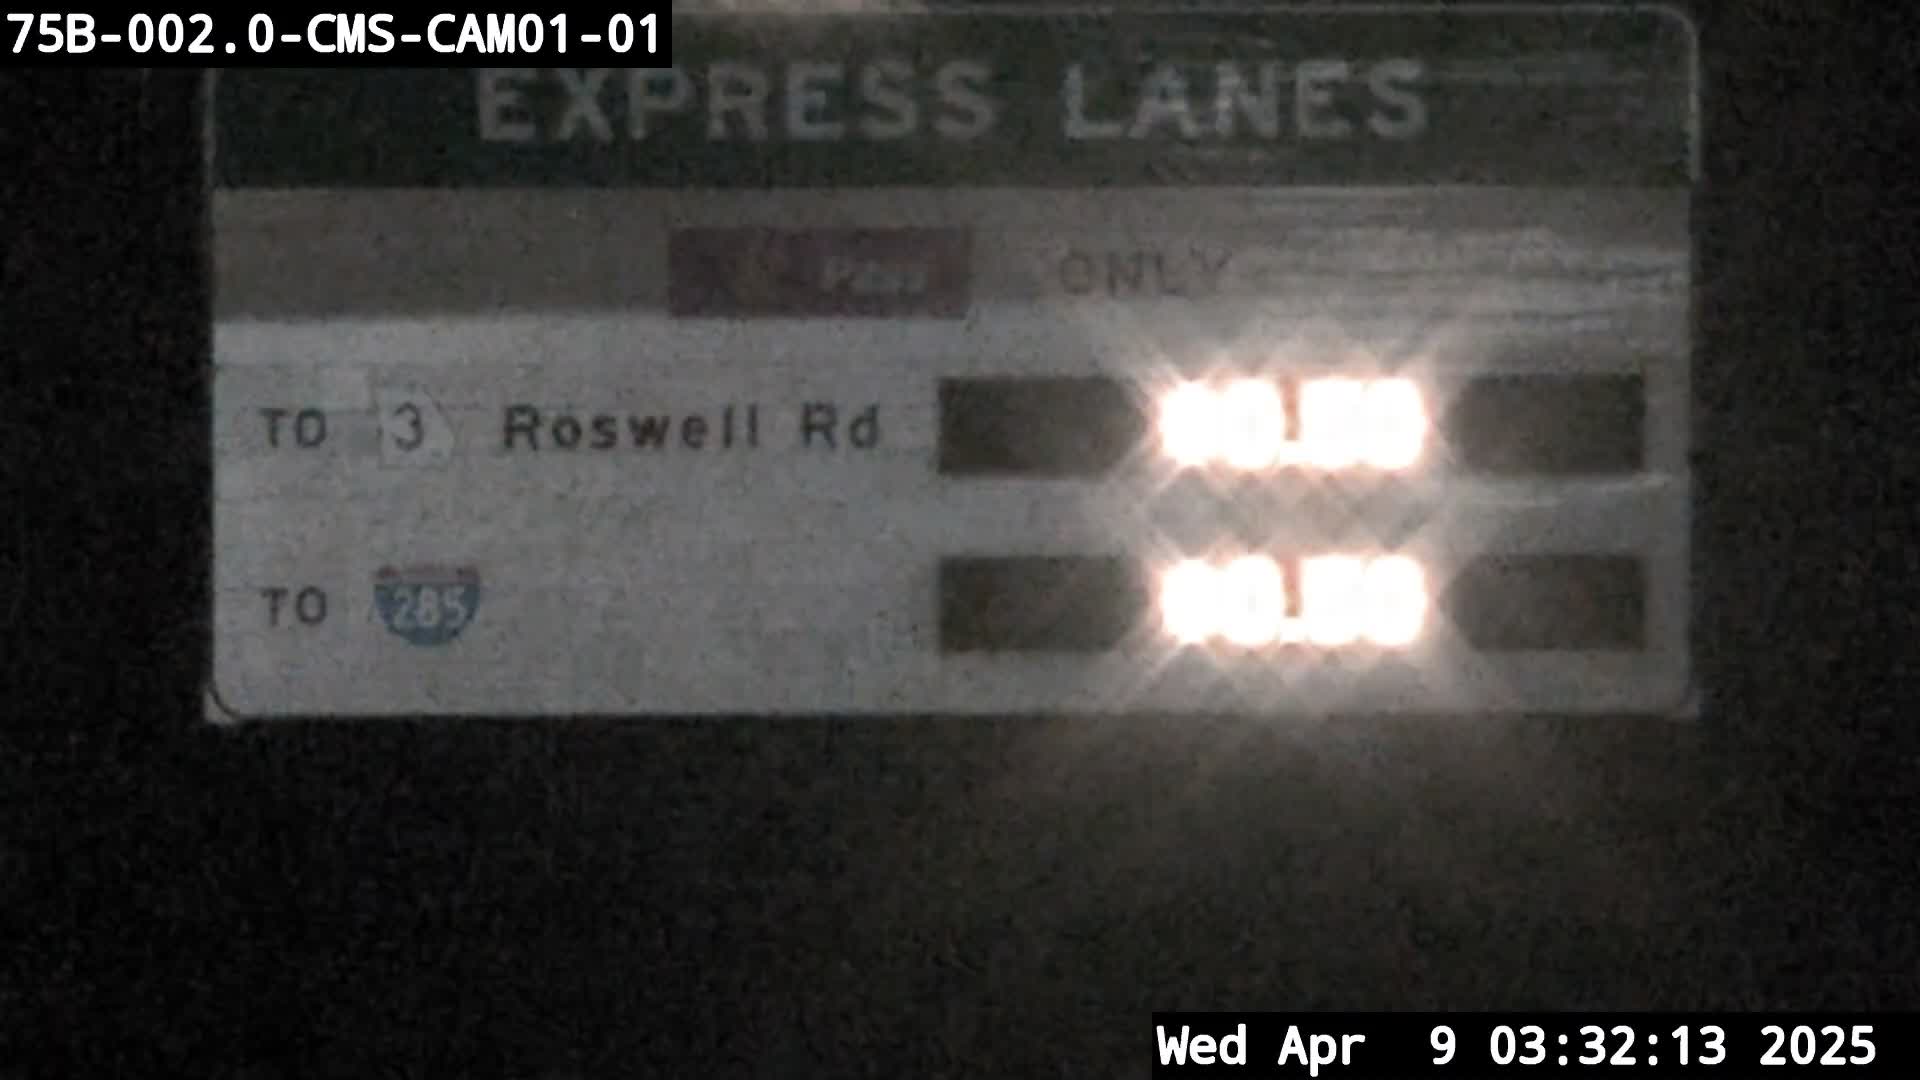 75B-002.0-CMS-CAM01-01
EXPRESS LANES
Pass ONLY
TO 3 Roswell Rd
TO 285
Wed Apr 9 03:32:13 2025